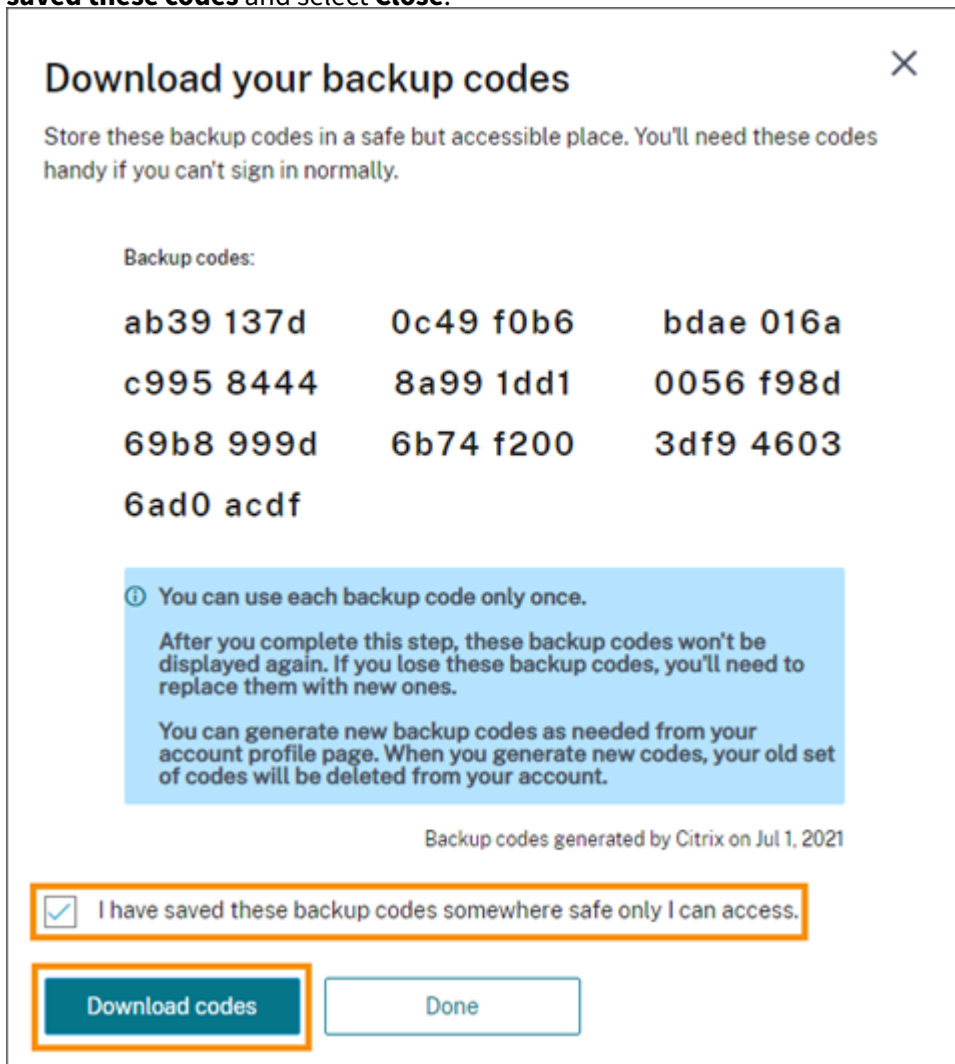 saved these codes and select Close.
Download your backup codes
Store these backup codes in a safe but accessible place. You'll need these codes
handy if you can't sign in normally.
Backup codes:
ab39 137d 0c49 f0b6 bdae 016a
c995 8444 8a99 1dd1 0056 f98d
69b8 999d 6b74 f200 3df9 4603
6ad0 acdf
You can use each backup code only once.
After you complete this step, these backup codes won't be
displayed again. If you lose these backup codes, you'll need to
replace them with new ones.
You can generate new backup codes as needed from your
account profile page. When you generate new codes, your old set
of codes will be deleted from your account.
Backup codes generated by Citrix on Jul 1, 2021
I have saved these backup codes somewhere safe only I can access.
Download codes
Done